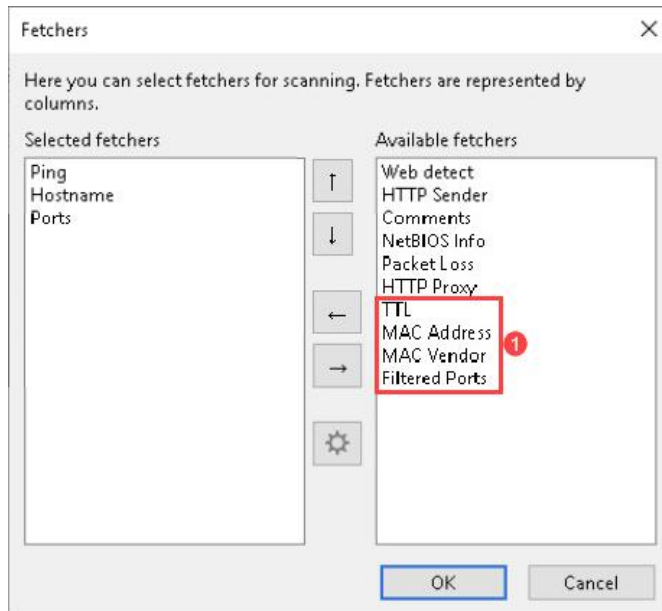 Fetchers
Here you can select fetchers for scanning. Fetchers are represented by
columns.
Selected fetchers
Ping
Hostname
Ports
Available fetchers
Web detect
HTTP Sender
Comments
NetBIOS Info
Packet Loss
HTTP Proxy
TTL
MAC Address
MAC Vendor
Filtered Ports
1
OK
Cancel